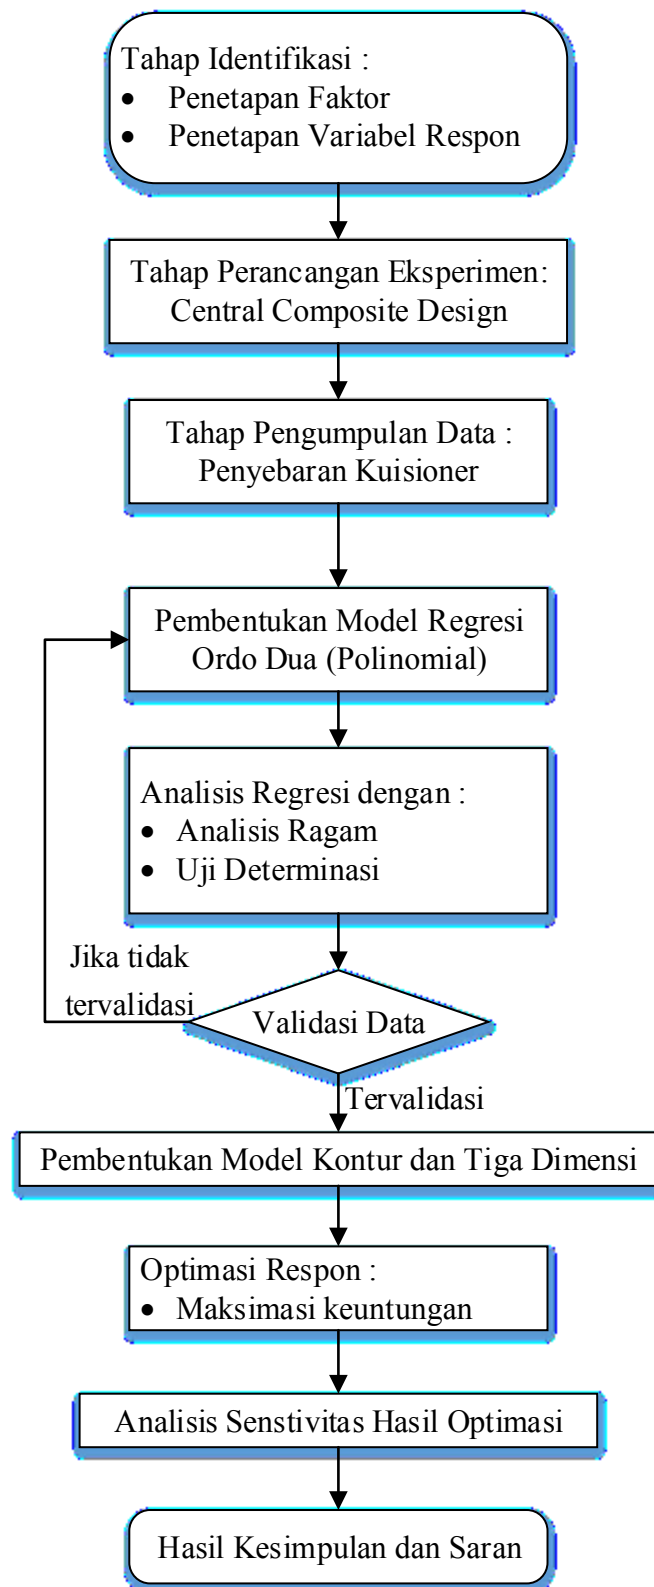 Tahap Identifikasi :
• Penetapan Faktor
• Penetapan Variabel Respon
Tahap Perancangan Eksperimen:
Central Composite Design
Tahap Pengumpulan Data :
Penyebaran Kuisioner
Pembentukan Model Regresi
Ordo Dua (Polinomial)
Analisis Regresi dengan :
• Analisis Ragam
• Uji Determinasi
Jika tidak
tervalidasi
Validasi Data
Tervalidasi
Pembentukan Model Kontur dan Tiga Dimensi
Optimasi Respon :
• Maksimasi keuntungan
Analisis Senstivitas Hasil Optimasi
Hasil Kesimpulan dan Saran